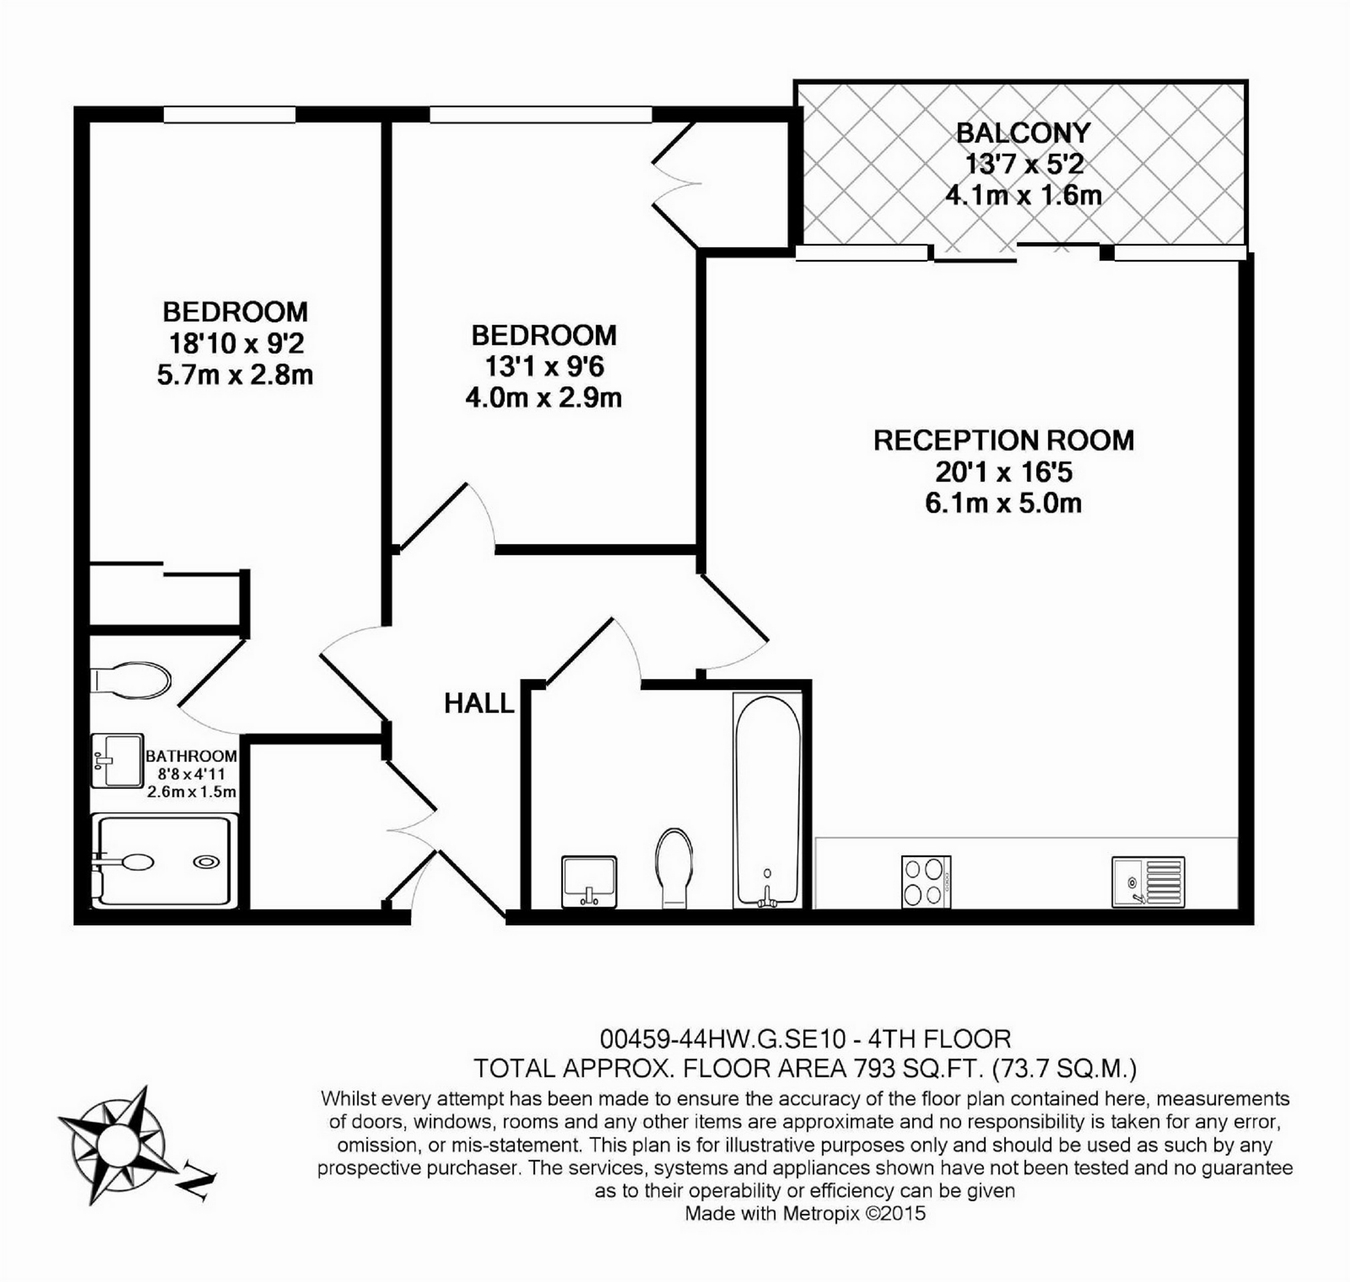 BALCONY
13'7 x 5'2
4.1m x 1.6m
BEDROOM
18'10 x 9'2
5.7m x 2.8m
BEDROOM
13'1 x 9'6
4.0m x 2.9m
RECEPTION ROOM
20'1 x 16'5
6.1m x 5.0m
HALL
BATHROOM
8'8 x 4'11
2.6m x 1.5m
00459-44HW.G.SE10 - 4TH FLOOR
TOTAL APPROX. FLOOR AREA 793 SQ.FT. (73.7 SQ.M.)
Whilst every attempt has been made to ensure the accuracy of the floor plan contained here, measurements
of doors, windows, rooms and any other items are approximate and no responsibility is taken for any error,
omission, or mis-statement. This plan is for illustrative purposes only and should be used as such by any
prospective purchaser. The services, systems and appliances shown have not been tested and no guarantee
as to their operability or efficiency can be given
Made with Metropix ©2015
N